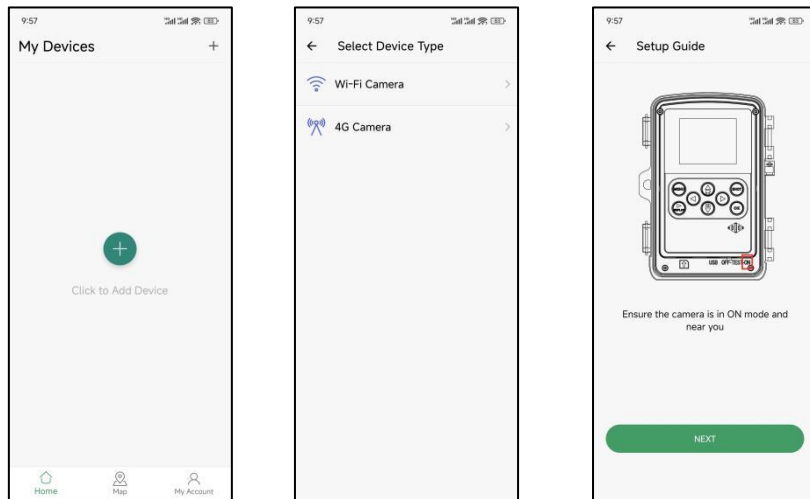 9:57
My Devices
+
Click to Add Device
Home
Map
My Account
9:57
Select Device Type
Wi-Fi Camera
4G Camera
9:57
Setup Guide
USB OFF-TEST-ON
Ensure the camera is in ON mode and
near you
NEXT